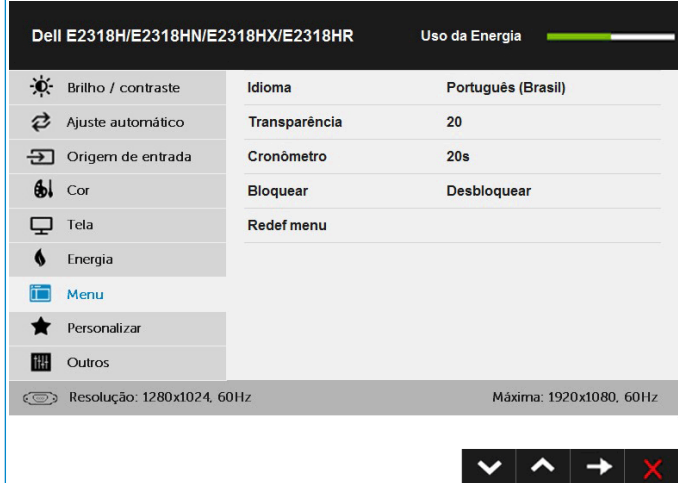 Dell E2318H/E2318HN/E2318HX/E2318HR Uso da Energia
Brilho / contraste Idioma Português (Brasil)
Ajuste automático Transparência 20
Origem de entrada Cronômetro 20s
Cor Bloquear Desbloquear
Tela Redef menu
Energia
Menu
Personalizar
Outros
Resolução: 1280x1024, 60Hz Máxima: 1920x1080, 60Hz